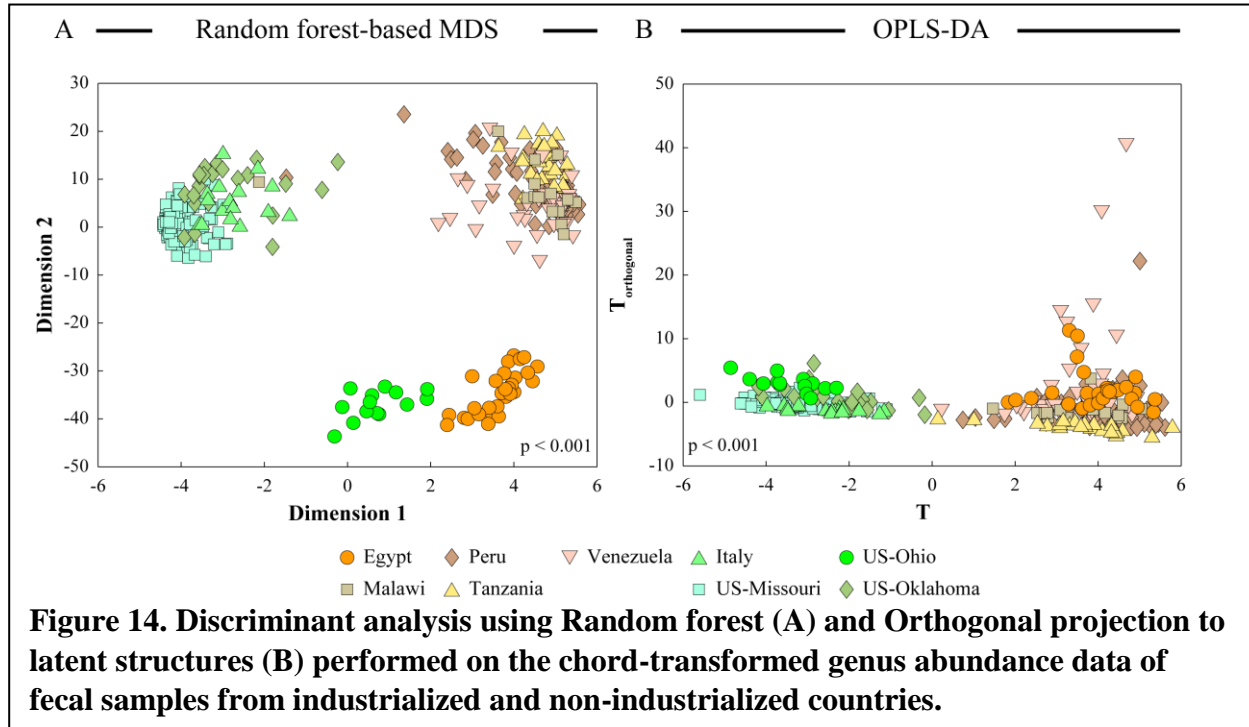 A Random forest-based MDS B OPLS-DA
30
20
10
0
-10
-20
-30
-40
-50
Dimension 2
-6 -4 -2 0 2 4 6
Dimension 1
p < 0.001
50
40
30
20
10
0
-10
Torthogonal
-6 -4 -2 0 2 4 6
T
p < 0.001
Egypt Peru Venezuela Italy US-Ohio
Malawi Tanzania US-Missouri US-Oklahoma
Figure 14. Discriminant analysis using Random forest (A) and Orthogonal projection to
latent structures (B) performed on the chord-transformed genus abundance data of
fecal samples from industrialized and non-industrialized countries.